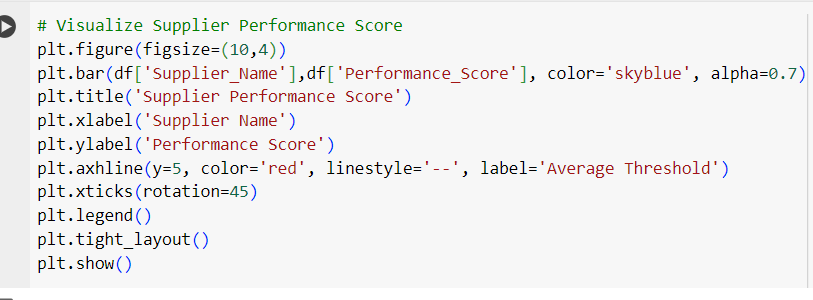 # Visualize Supplier Performance Score
plt.figure(figsize=(10,4))
plt.bar(df['Supplier_Name'],df['Performance_Score'], color='skyblue', alpha=0.7)
plt.title('Supplier Performance Score')
plt.xlabel('Supplier Name')
plt.ylabel('Performance Score')
plt.axhline(y=5, color='red', linestyle='--', label='Average Threshold')
plt.xticks(rotation=45)
plt.legend()
plt.tight_layout()
plt.show()